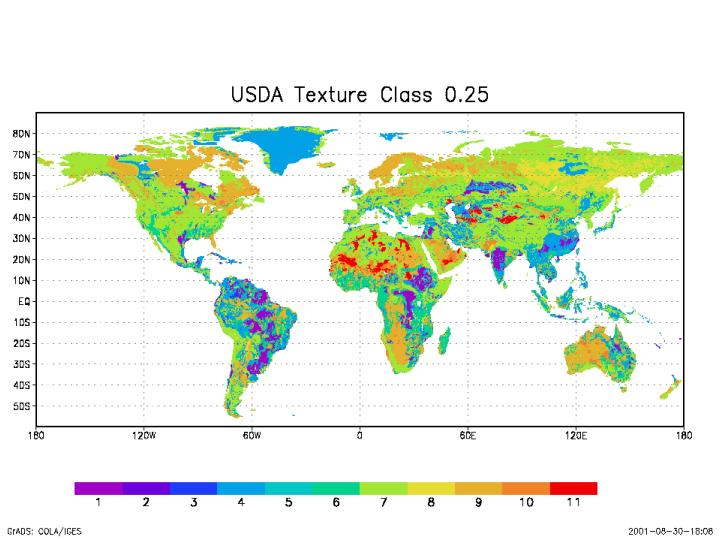 USDA Texture Class 0.25
80N
70N
60N
50N
40N
30N
20N
10N
EQ
10S
20S
30S
40S
50S
180 120W 60W 0 60E 120E 180
1 2 3 4 5 6 7 8 9 10 11
GrADS: COLA/IGES 2001-08-30-18:08